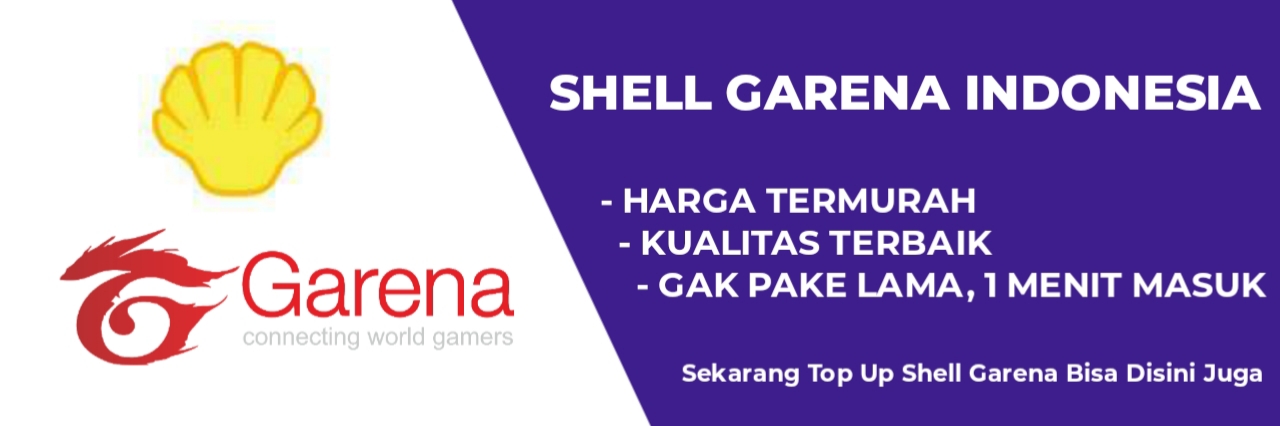 Garena
connecting world gamers
SHELL GARENA INDONESIA
- HARGA TERMURAH
- KUALITAS TERBAIK
- GAK PAKE LAMA, 1 MENIT MASUK
Sekarang Top Up Shell Garena Bisa Disini Juga